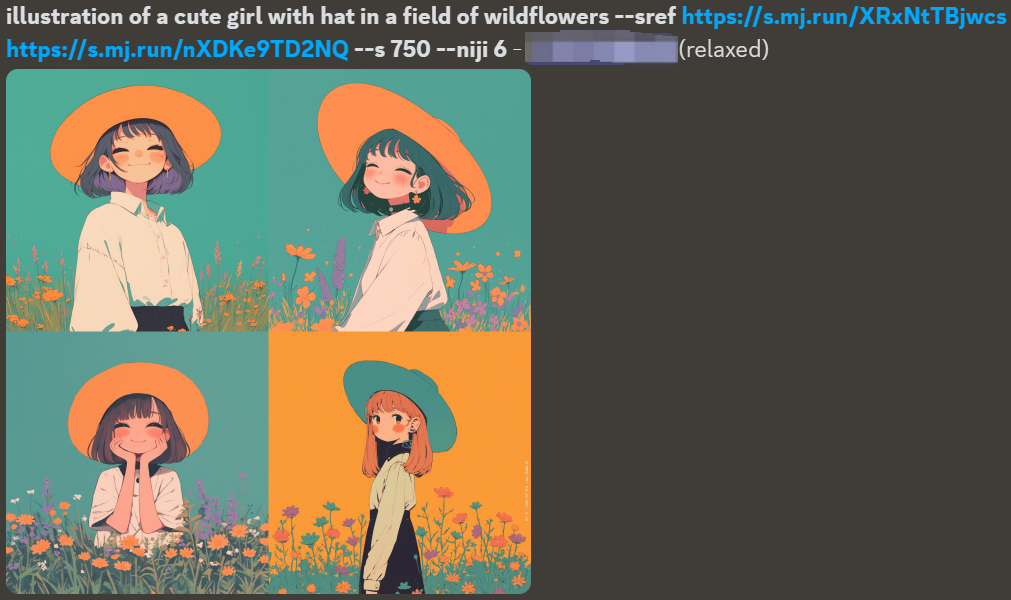 illustration of a cute girl with hat in a field of wildflowers --sref https://s.mj.run/XRxNtTBjwcs
https://s.mj.run/nXDKe9TD2NQ --s 750 --niji 6 - (relaxed)